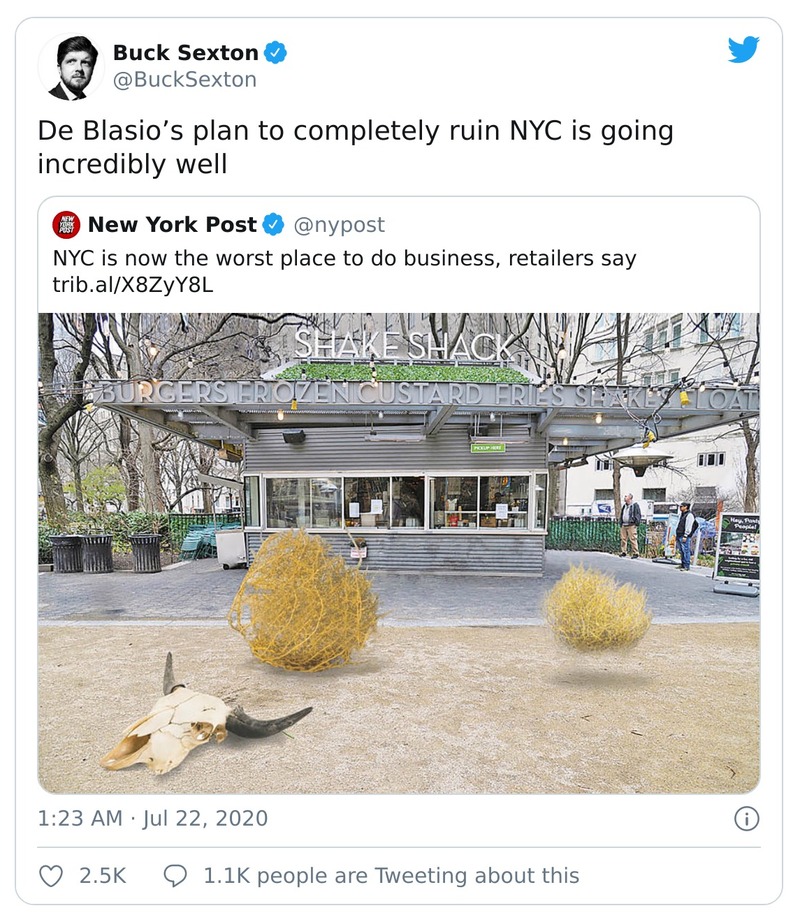 Buck Sexton
@BuckSexton
De Blasio’s plan to completely ruin NYC is going
incredibly well
NEW
YORK
POST
New York Post @nypost
NYC is now the worst place to do business, retailers say
trib.al/X8ZyY8L
SHAKE SHACK
BURGERS FROZEN CUSTARD FRIES SHAKES FLOAT
PICKUP HERE
Hey, Park
People!
1:23 AM · Jul 22, 2020
2.5K
1.1K people are Tweeting about this